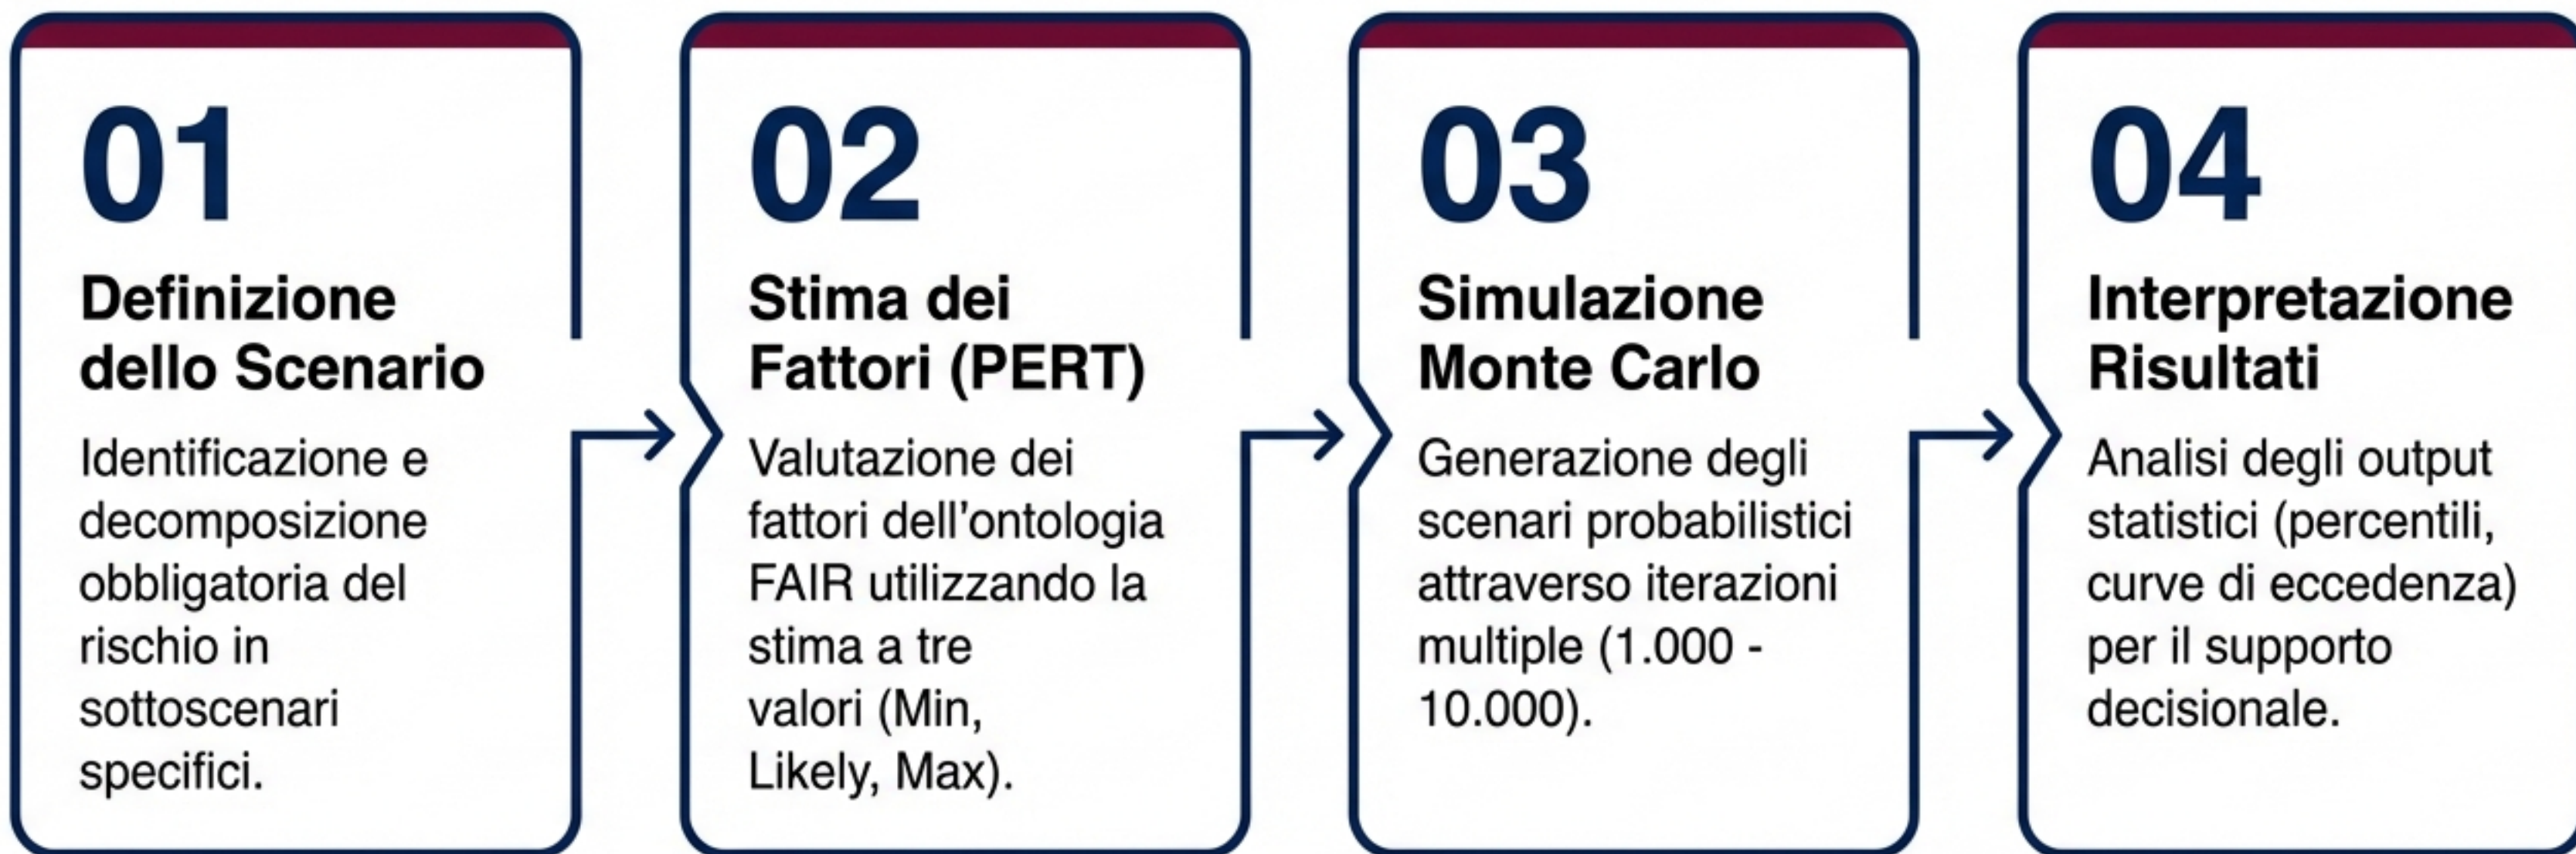 01
Definizione
dello Scenario
Identificazione e
decomposizione
obbligatoria del
rischio in
sottoscenari
specifici.
02
Stima dei
Fattori (PERT)
Valutazione dei
fattori dell’ontologia
FAIR utilizzando la
stima a tre
valori (Min,
Likely, Max).
03
Simulazione
Monte Carlo
Generazione degli
scenari probabilistici
attraverso iterazioni
multiple (1.000 -
10.000).
04
Interpretazione
Risultati
Analisi degli output
statistici (percentili,
curve di eccedenza)
per il supporto
decisionale.